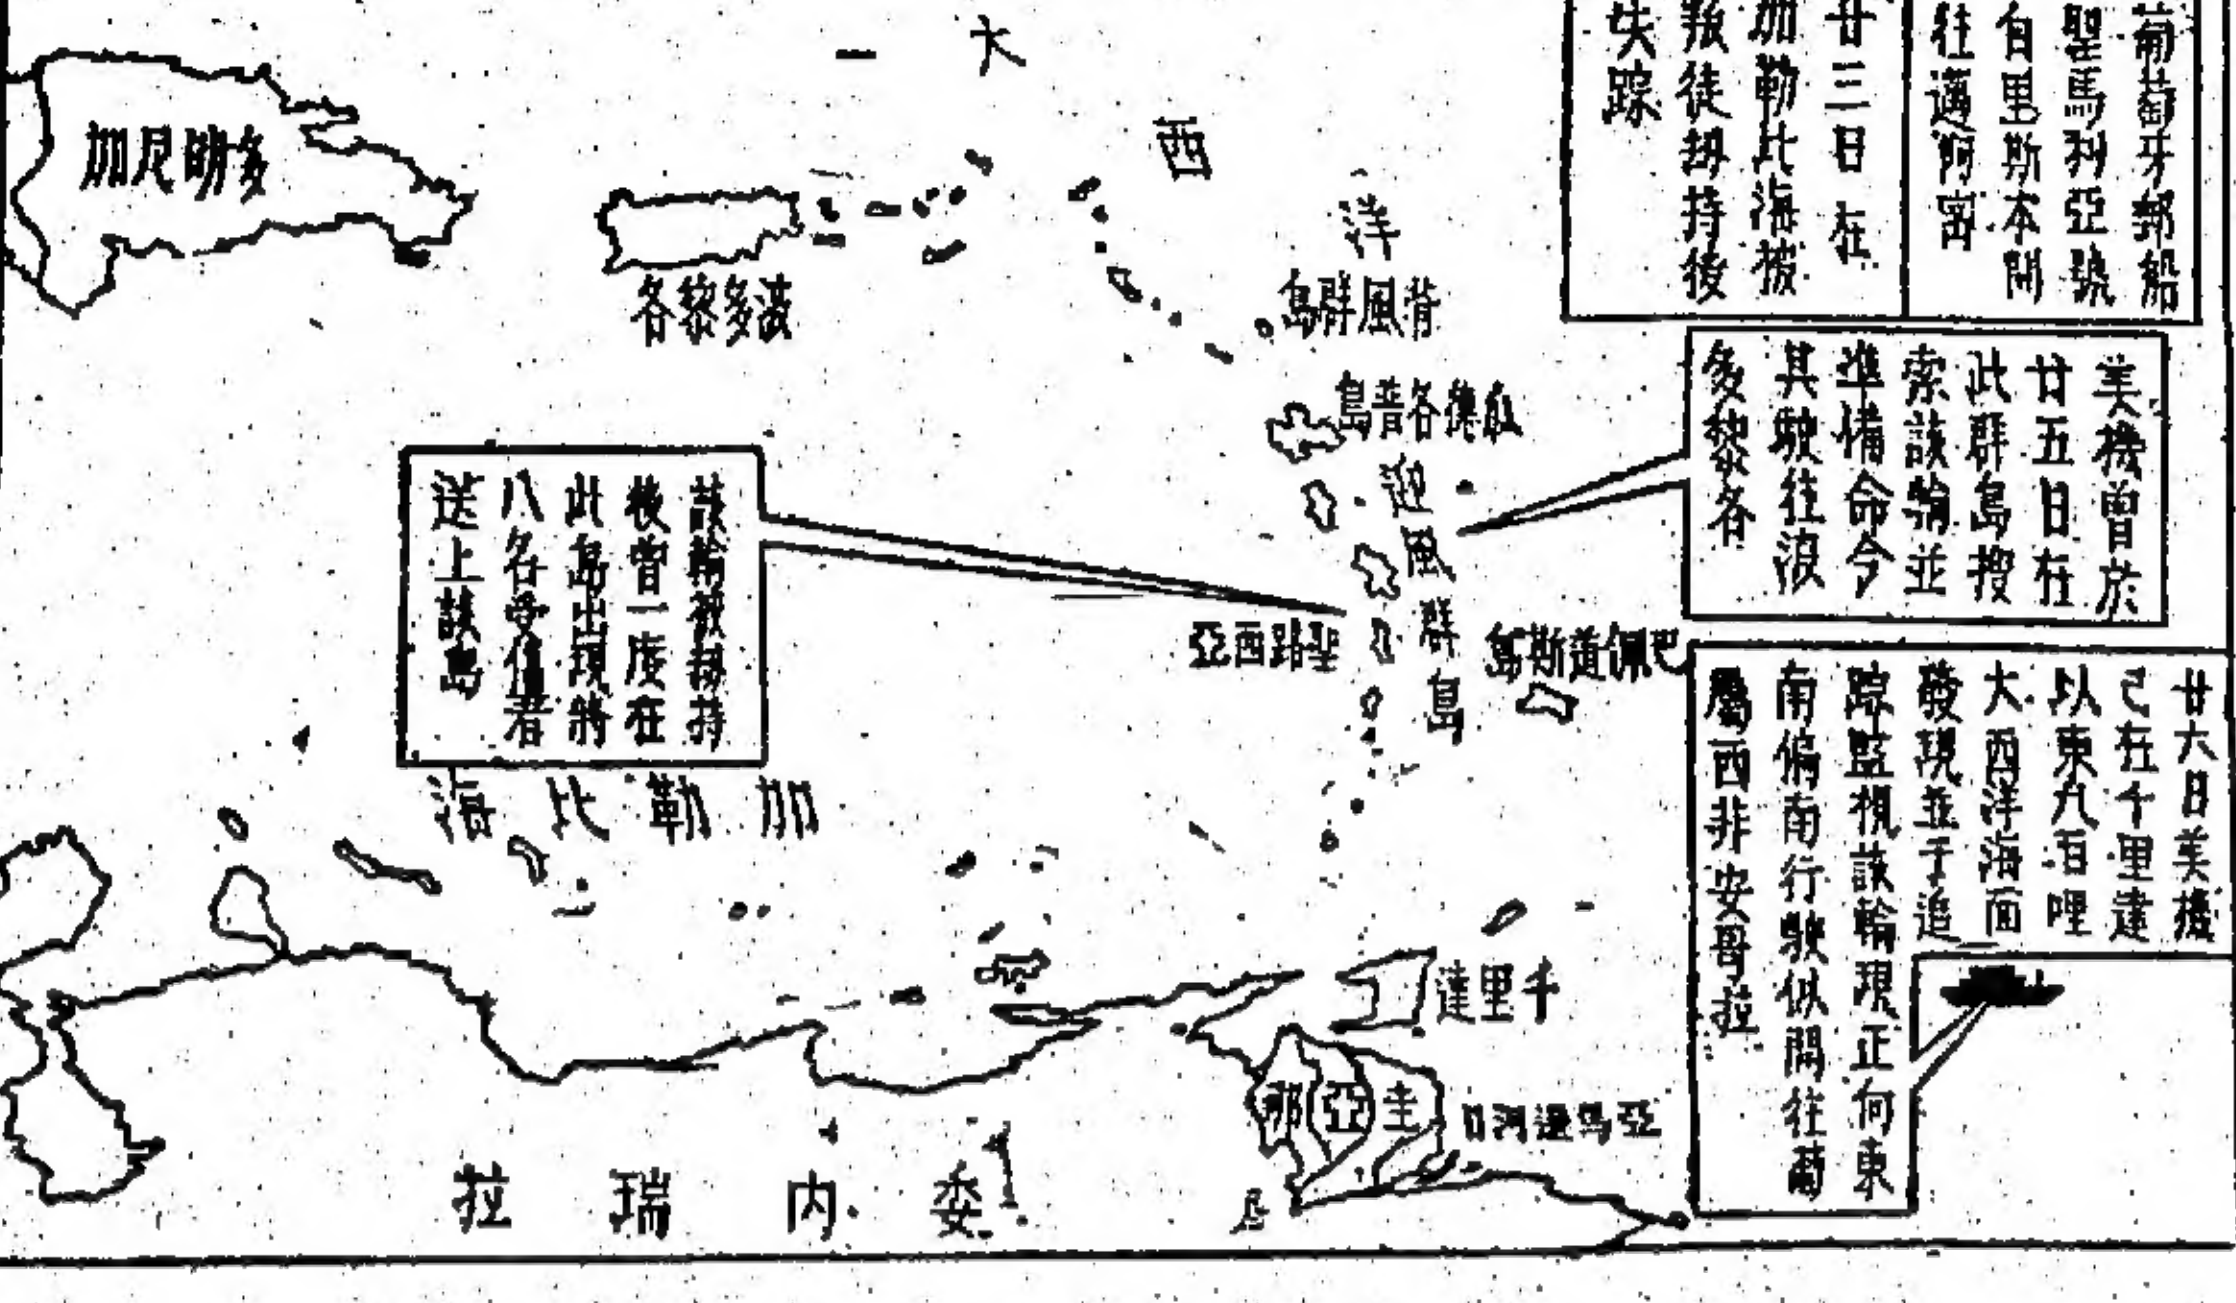 葡萄牙郵船
聖馬利亞號
自里斯本開
往邁阿密
廿三日在
加勒比海被
叛徒刼持後
失踪
美機曾於
廿五日在
此群島搜
索該輪並
準備命令
其駛往波
多黎各
廿六日美機
已在千里達
以東九百哩
大西洋海面
發現並予追
踪監視該輪現正向東
南偏南行駛似開往葡
屬西非安哥拉
該輪被刼持
後曾一度在
此島出現將
八名受傷者
送上該島
大
西
洋
多明尼加
波多黎各
背風群島
瓜德各普島
迎風群島
聖路西亞
巴佩道斯島
加勒比海
千里達
圭亞那
亞馬遜河口
委內瑞拉